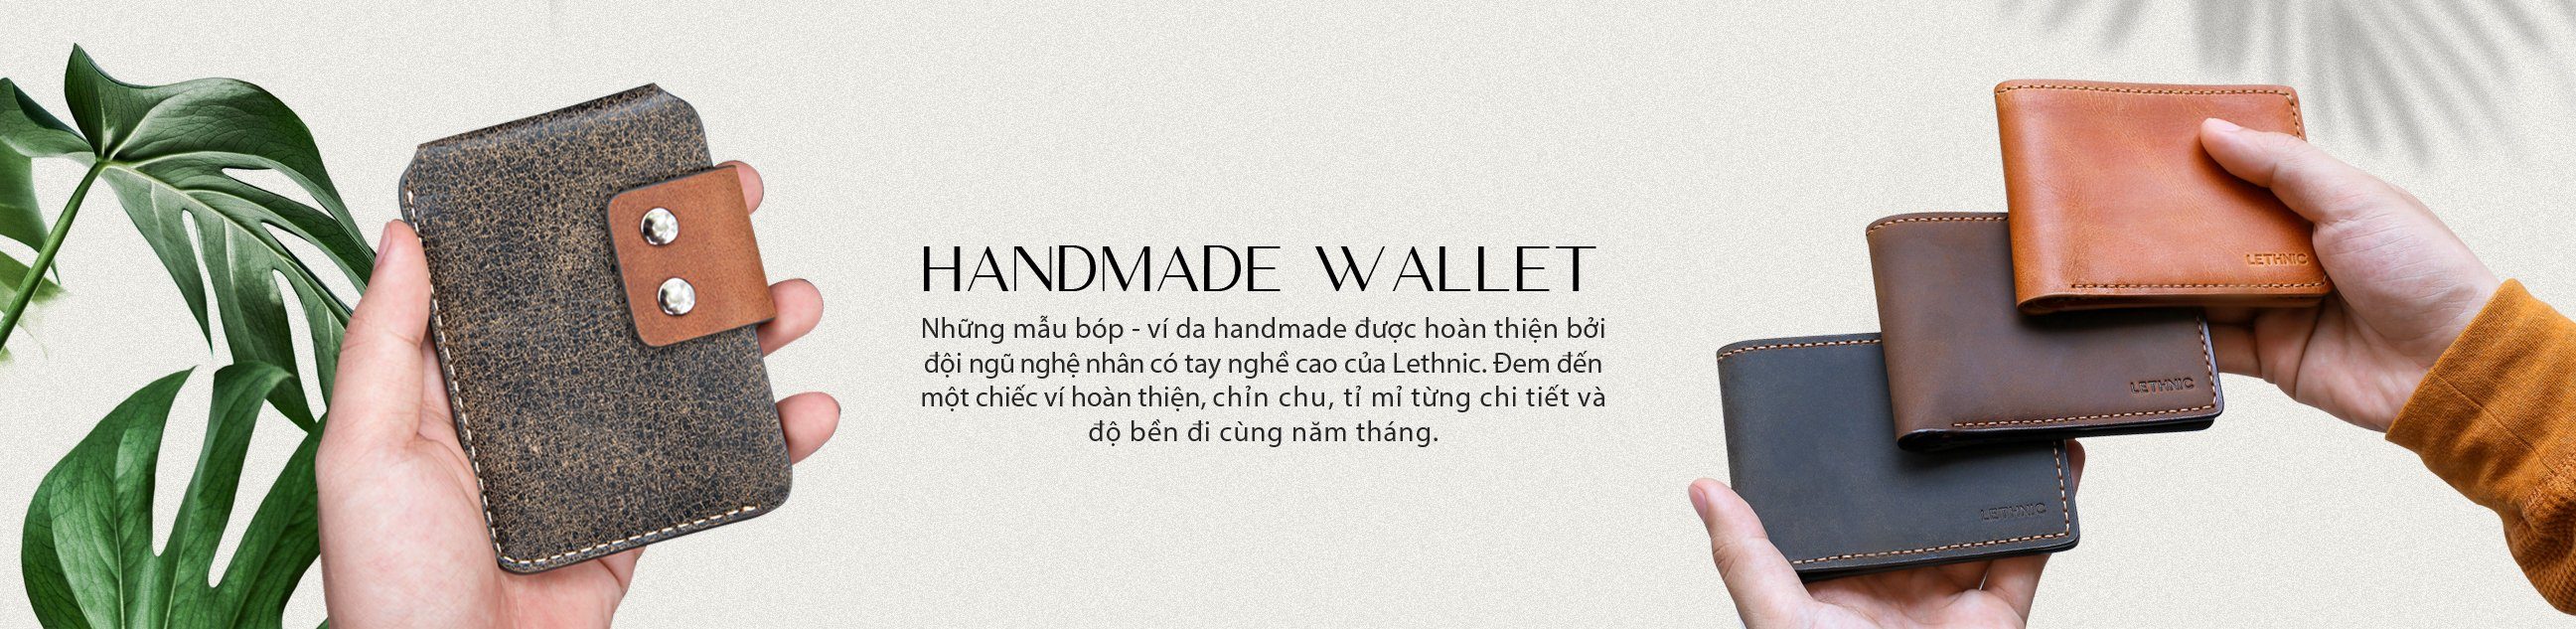 HANDMADE WALLET
Những mẫu bóp - ví da handmade được hoàn thiện bởi
đội ngũ nghệ nhân có tay nghề cao của Lethnic. Đem đến
một chiếc ví hoàn thiện, chỉn chu, tỉ mỉ từng chi tiết và
độ bền đi cùng năm tháng.
LETHNIC
LETHNIC
LETHNIC